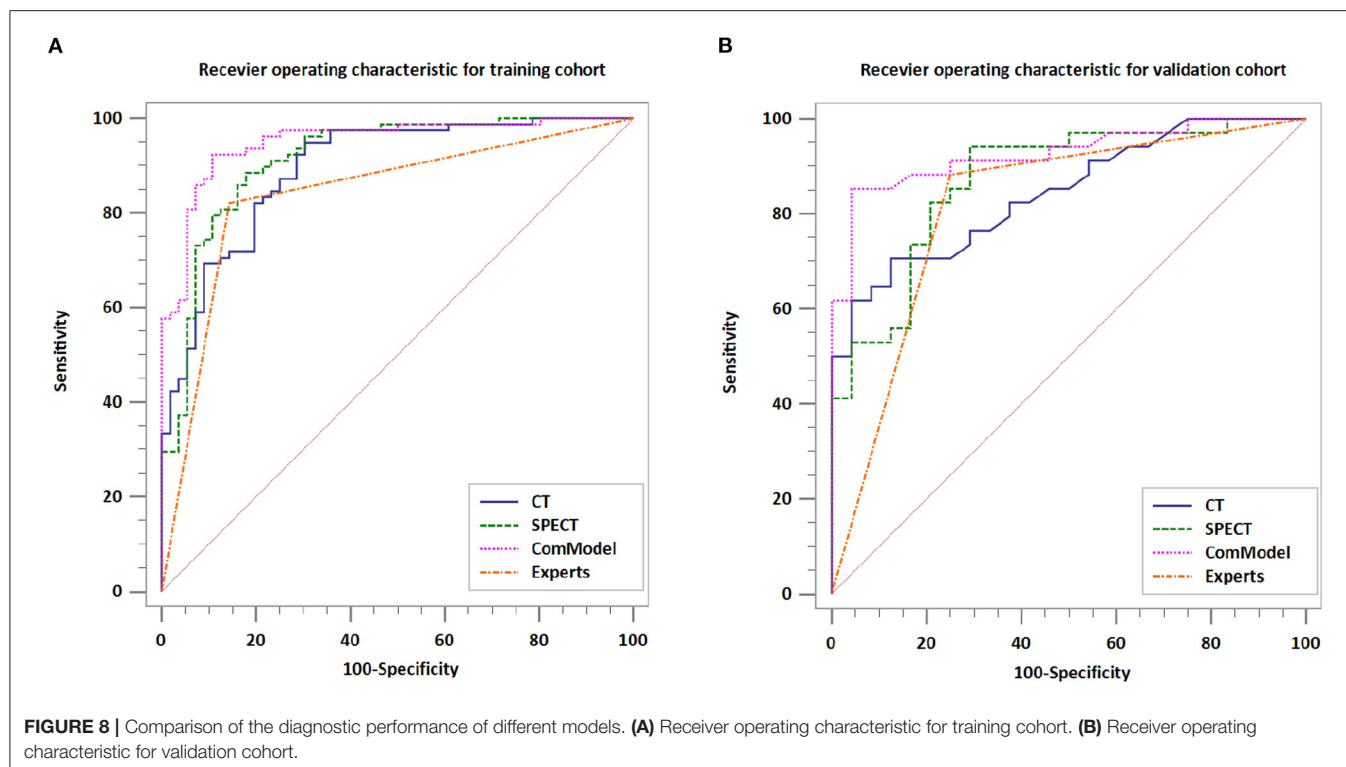 A
Recevier operating characteristic for training cohort
100
80
60
40
20
0
Sensitivity
CT
SPECT
ComModel
Experts
0 20 40 60 80 100
100-Specificity
B
Recevier operating characteristic for validation cohort
100
80
60
40
20
0
Sensitivity
CT
SPECT
ComModel
Experts
0 20 40 60 80 100
100-Specificity
FIGURE 8 | Comparison of the diagnostic performance of different models. (A) Receiver operating characteristic for training cohort. (B) Receiver operating
characteristic for validation cohort.